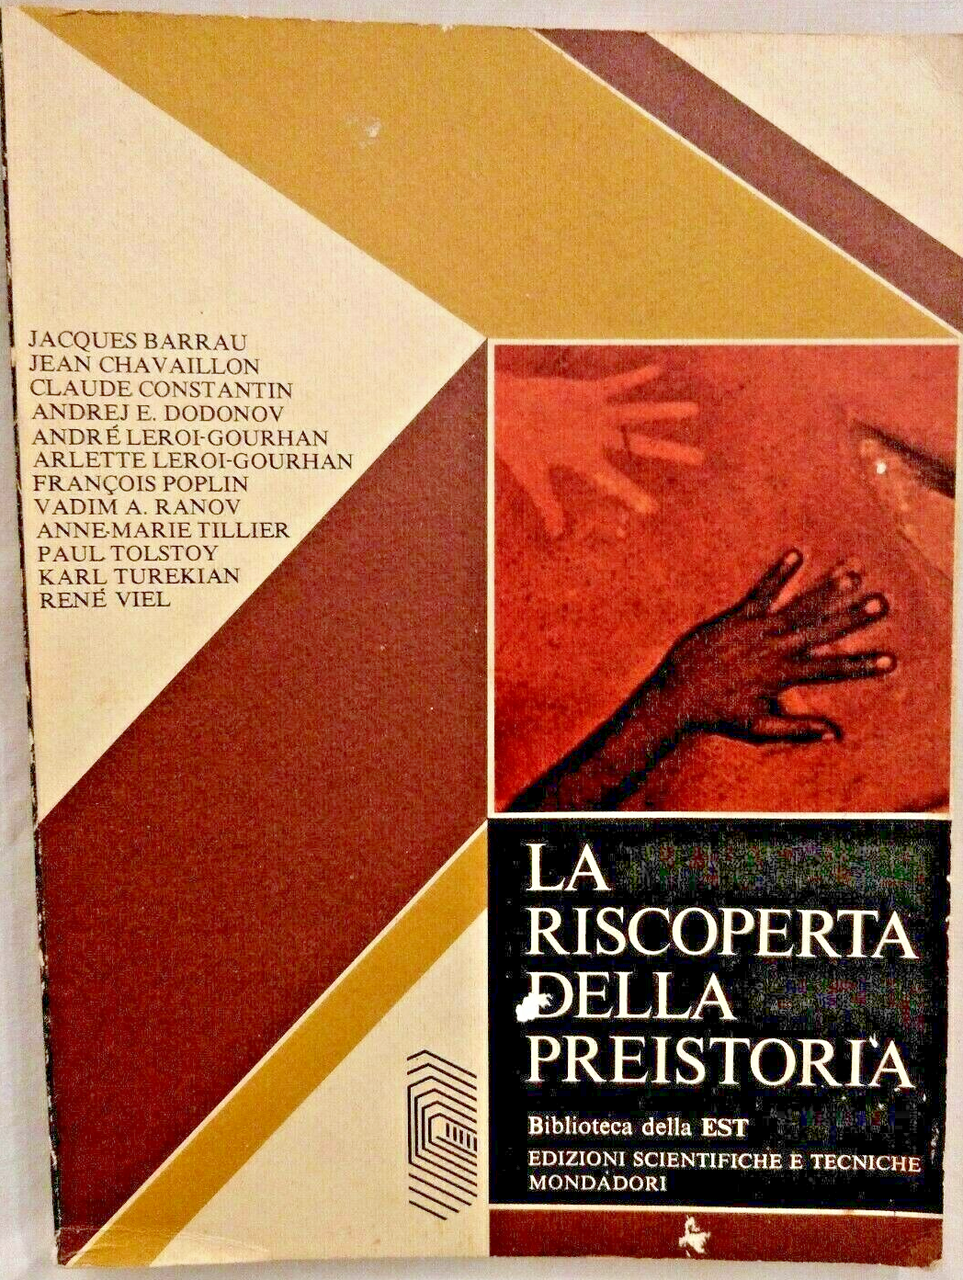 JACQUES BARRAU
JEAN CHAVAILLON
CLAUDE CONSTANTIN
ANDREJ E. DODONOV
ANDRÉ LEROI-GOURHAN
ARLETTE LEROI-GOURHAN
FRANÇOIS POPLIN
VADIM A. RANOV
ANNE-MARIE TILLIER
PAUL TOLSTOY
KARL TUREKIAN
RENÉ VIEL
LA
RISCOPERTA
DELLA
PREISTORIA
Biblioteca della EST
EDIZIONI SCIENTIFICHE E TECNICHE
MONDADORI